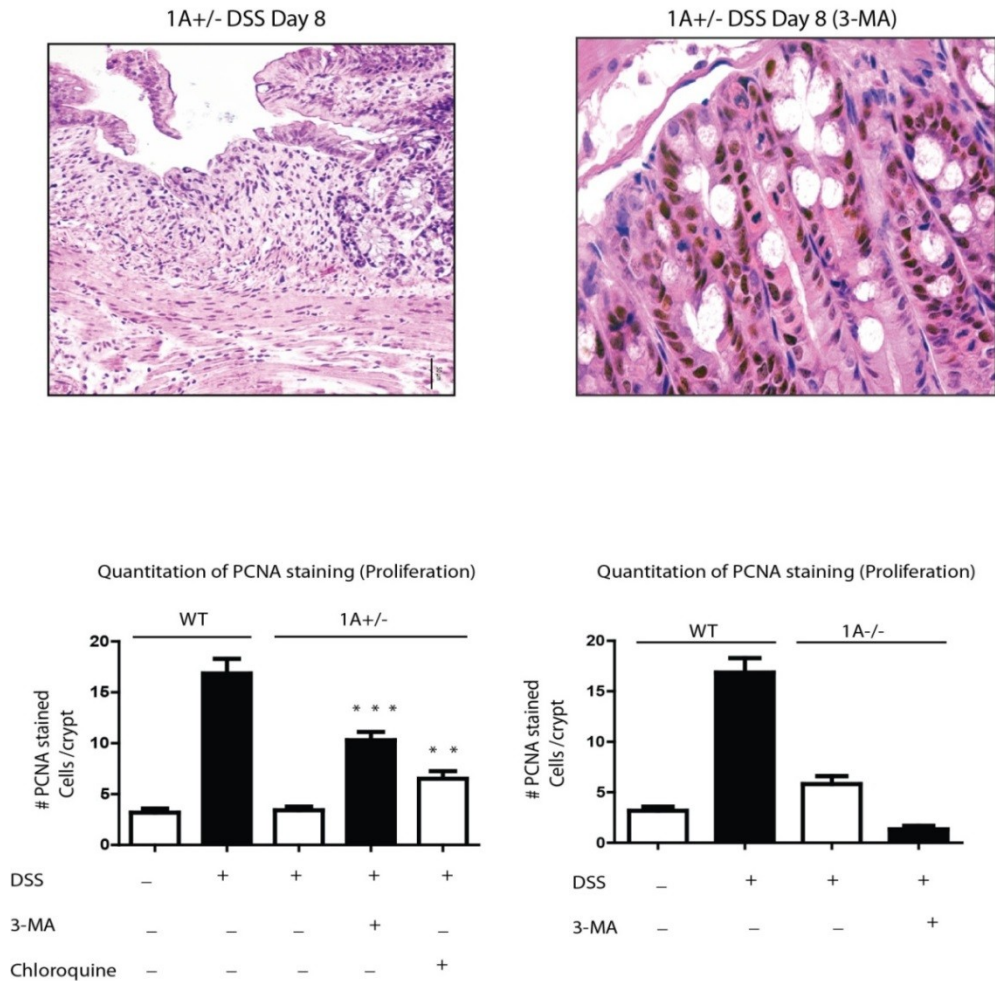 1A+/- DSS Day 8
1A+/- DSS Day 8 (3-MA)
Quantitation of PCNA staining (Proliferation)
WT
1A+/-
# PCNA stained
Cells /crypt
20
15
10
5
0
* * *
* *
DSS – + + + +
3-MA – – – + –
Chloroquine – – – – +
Quantitation of PCNA staining (Proliferation)
WT
1A-/-
# PCNA stained
Cells /crypt
20
15
10
5
0
DSS – + + +
3-MA – – – +